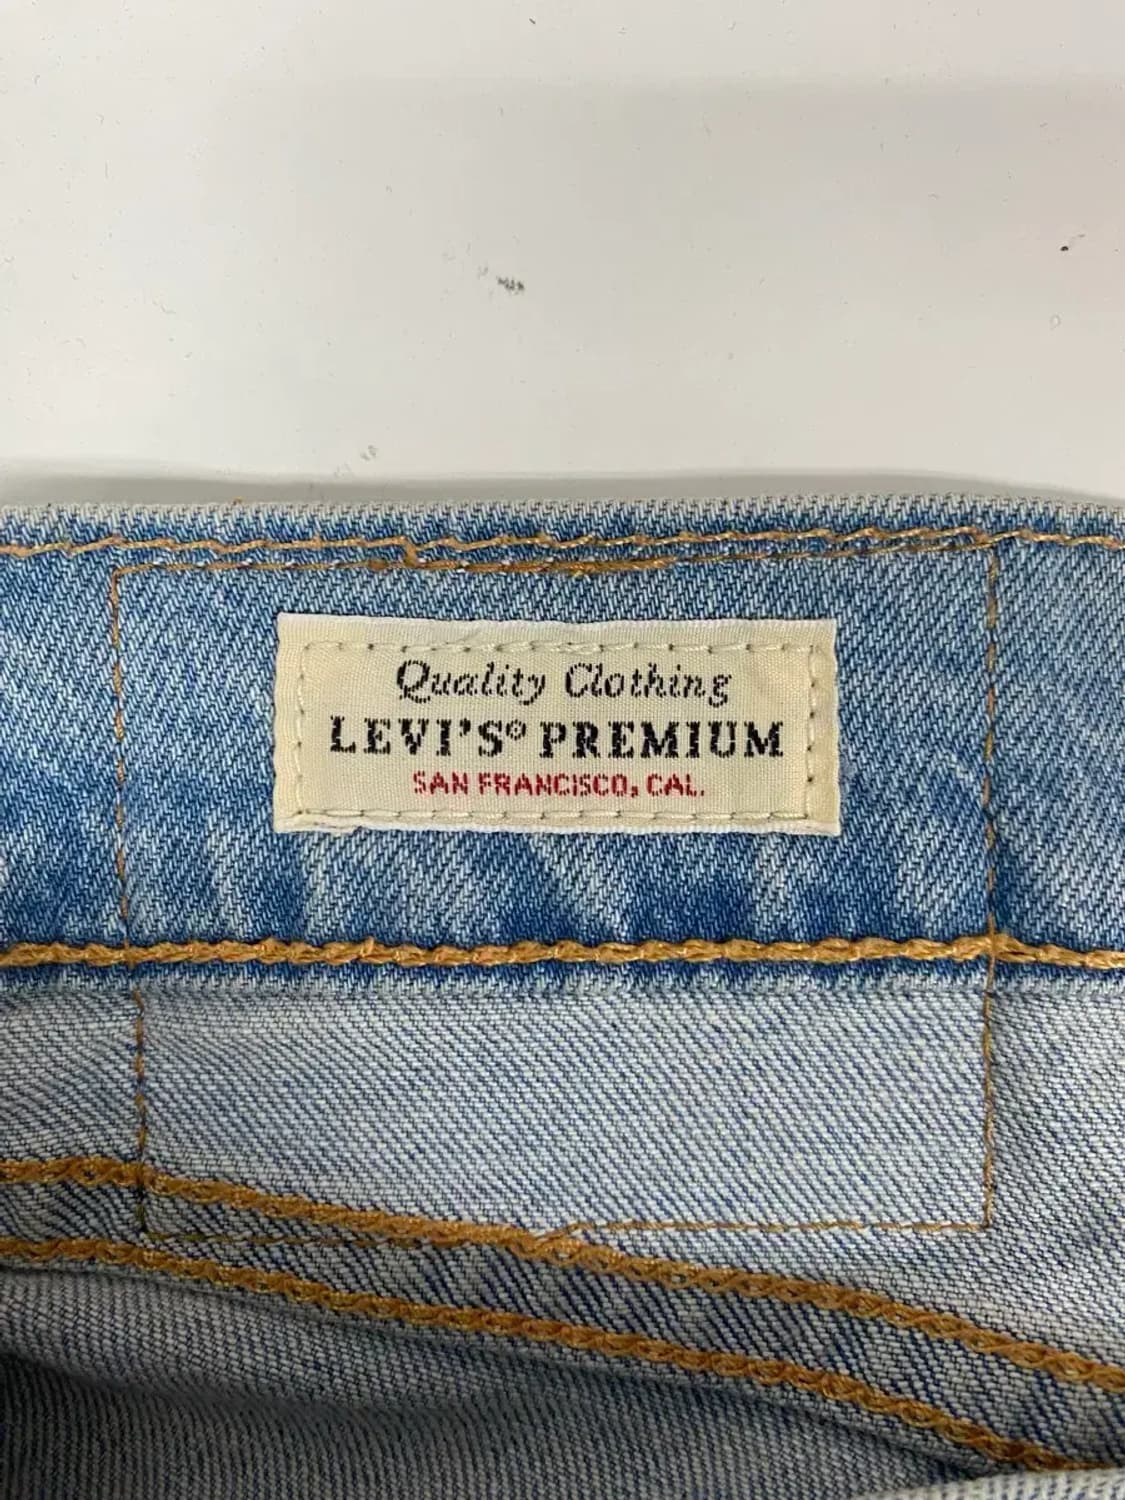 Quality Clothing
LEVI'S® PREMIUM
SAN FRANCISCO, CAL.